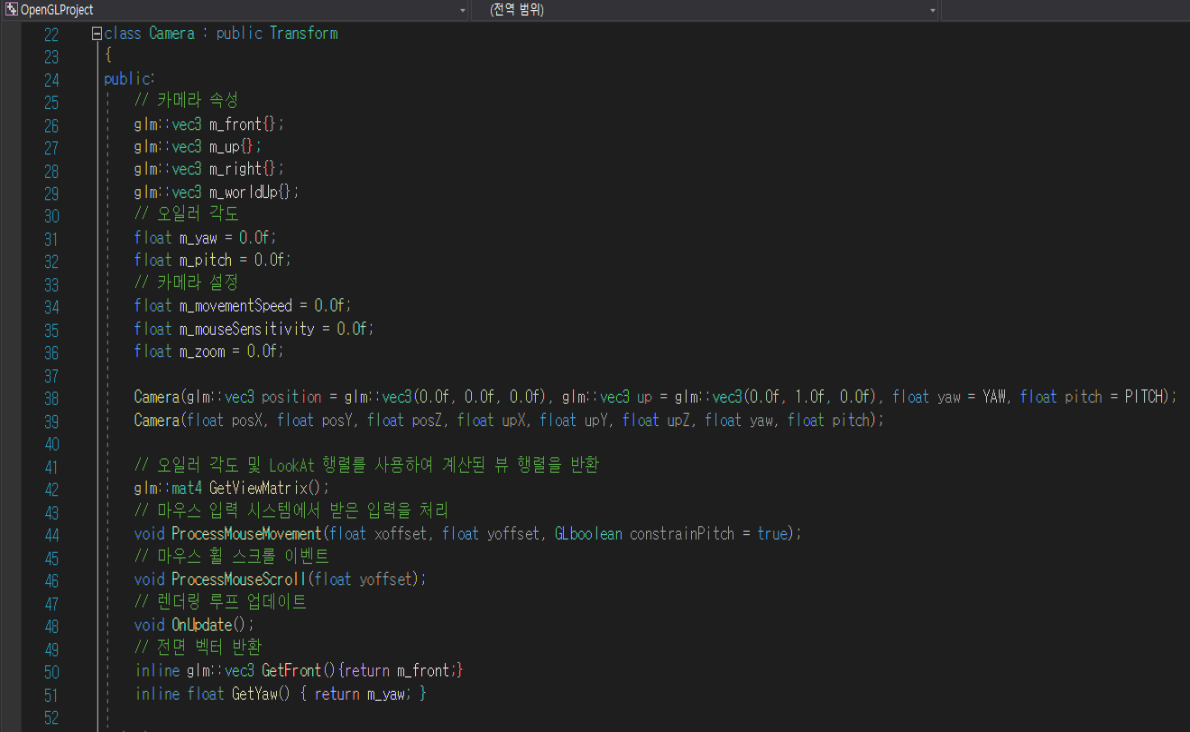 OpenGLProject (전역 범위)
22 class Camera : public Transform
23 {
24 public:
25 // 카메라 속성
26 glm::vec3 m_front{};
27 glm::vec3 m_up{};
28 glm::vec3 m_right{};
29 glm::vec3 m_worldUp{};
30 // 오일러 각도
31 float m_yaw = 0.0f;
32 float m_pitch = 0.0f;
33 // 카메라 설정
34 float m_movementSpeed = 0.0f;
35 float m_mouseSensitivity = 0.0f;
36 float m_zoom = 0.0f;
37
38 Camera(glm::vec3 position = glm::vec3(0.0f, 0.0f, 0.0f), glm::vec3 up = glm::vec3(0.0f, 1.0f, 0.0f), float yaw = YAW, float pitch = PITCH);
39 Camera(float posX, float posY, float posZ, float upX, float upY, float upZ, float yaw, float pitch);
40
41 // 오일러 각도 및 LookAt 행렬를 사용하여 계산된 뷰 행렬을 반환
42 glm::mat4 GetViewMatrix();
43 // 마우스 입력 시스템에서 받은 입력을 처리
44 void ProcessMouseMovement(float xoffset, float yoffset, GLboolean constrainPitch = true);
45 // 마우스 휠 스크롤 이벤트
46 void ProcessMouseScroll(float yoffset);
47 // 렌더링 루프 업데이트
48 void OnUpdate();
49 // 전면 벡터 반환
50 inline glm::vec3 GetFront(){return m_front;}
51 inline float GetYaw() { return m_yaw; }
52